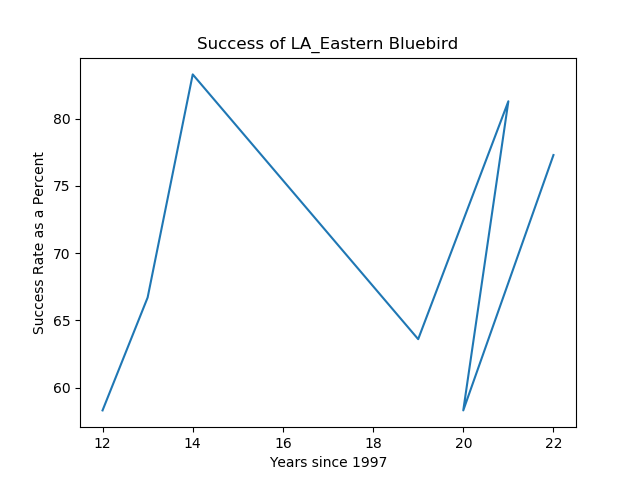 Success of LA_Eastern Bluebird
Success Rate as a Percent
80
75
70
65
60
12 14 16 18 20 22
Years since 1997